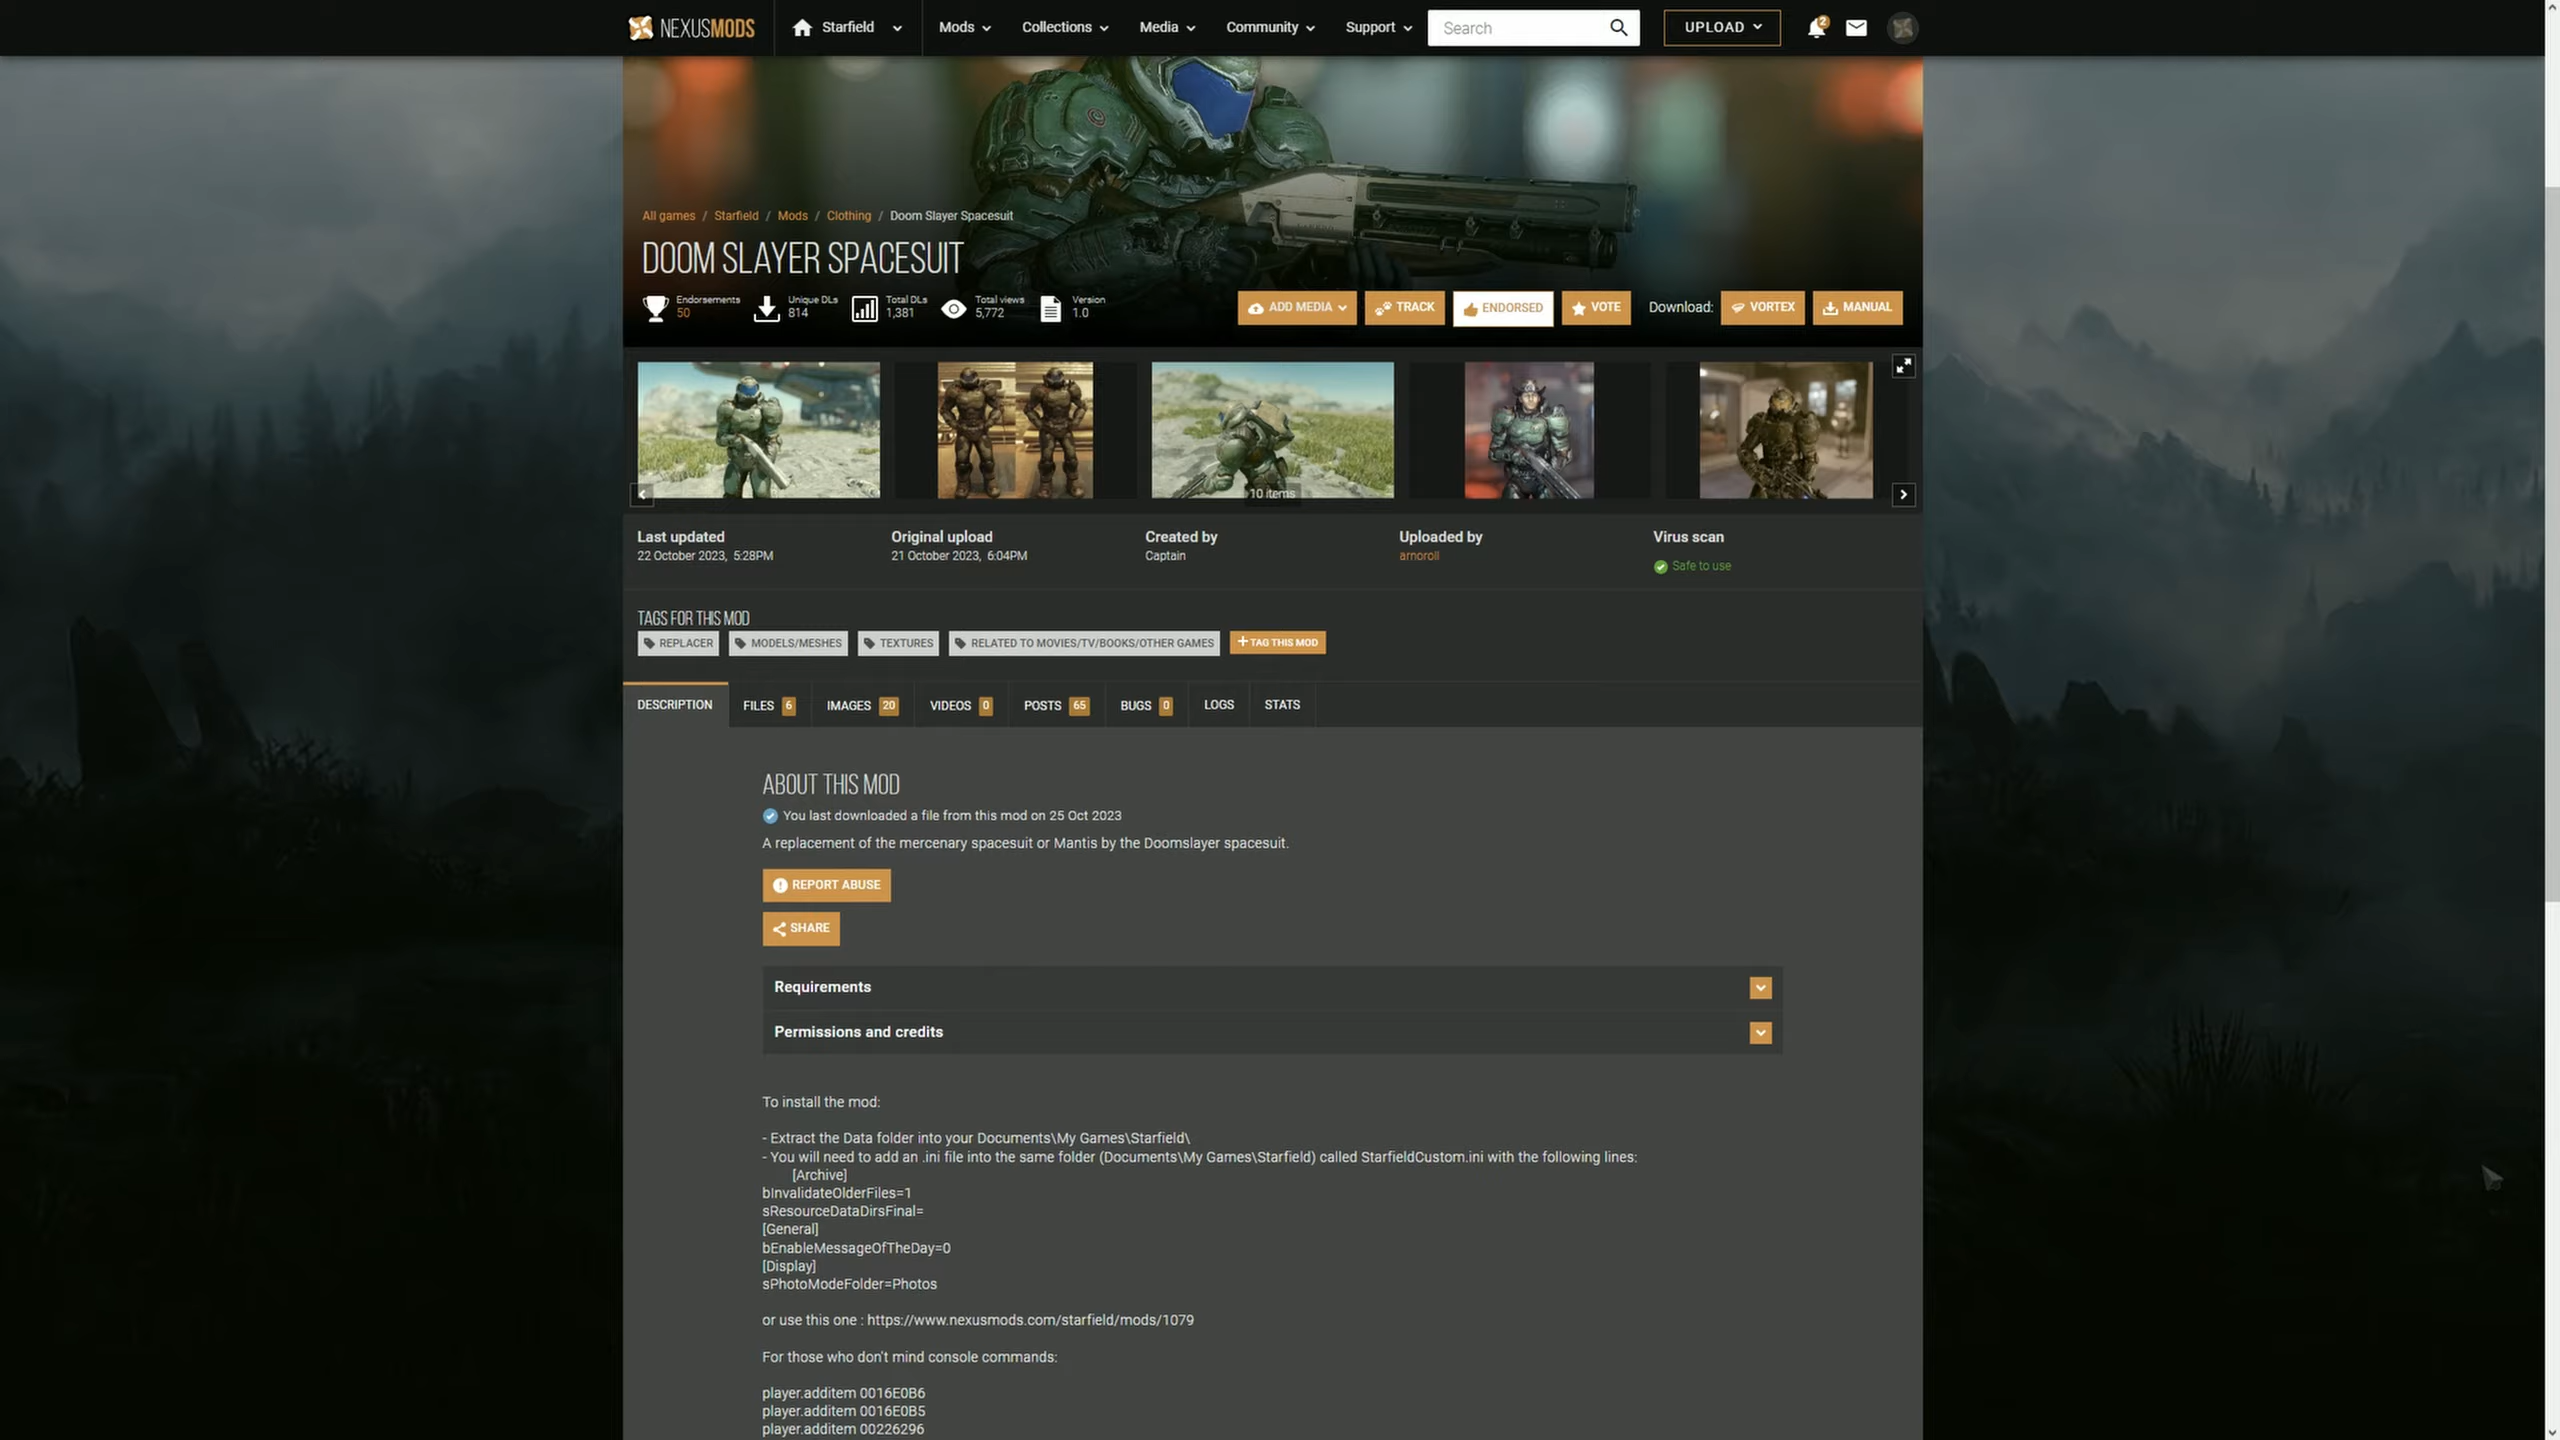 NEXUSMODS
Starfield
Mods
Collections
Media
Community
Support
Search
UPLOAD
2
All games / Starfield / Mods / Clothing / Doom Slayer Spacesuit
DOOM SLAYER SPACESUIT
Endorsements
50
Unique DLs
814
Total DLs
1,381
Total views
5,772
Version
1.0
ADD MEDIA
TRACK
ENDORSED
VOTE
Download:
VORTEX
MANUAL
10 items
Last updated
22 October 2023, 5:28PM
Original upload
21 October 2023, 6:04PM
Created by
Captain
Uploaded by
arnoroll
Virus scan
Safe to use
TAGS FOR THIS MOD
REPLACER
MODELS/MESHES
TEXTURES
RELATED TO MOVIES/TV/BOOKS/OTHER GAMES
+ TAG THIS MOD
DESCRIPTION
FILES 6
IMAGES 20
VIDEOS 0
POSTS 65
BUGS 0
LOGS
STATS
ABOUT THIS MOD
You last downloaded a file from this mod on 25 Oct 2023
A replacement of the mercenary spacesuit or Mantis by the Doomslayer spacesuit.
REPORT ABUSE
SHARE
Requirements
Permissions and credits
To install the mod:
- Extract the Data folder into your Documents\My Games\Starfield\
- You will need to add an .ini file into the same folder (Documents\My Games\Starfield) called StarfieldCustom.ini with the following lines:
[Archive]
bInvalidateOlderFiles=1
sResourceDataDirsFinal=
[General]
bEnableMessageOfTheDay=0
[Display]
sPhotoModeFolder=Photos
or use this one : https://www.nexusmods.com/starfield/mods/1079
For those who don't mind console commands:
player.additem 0016E0B6
player.additem 0016E0B5
player.additem 00226296